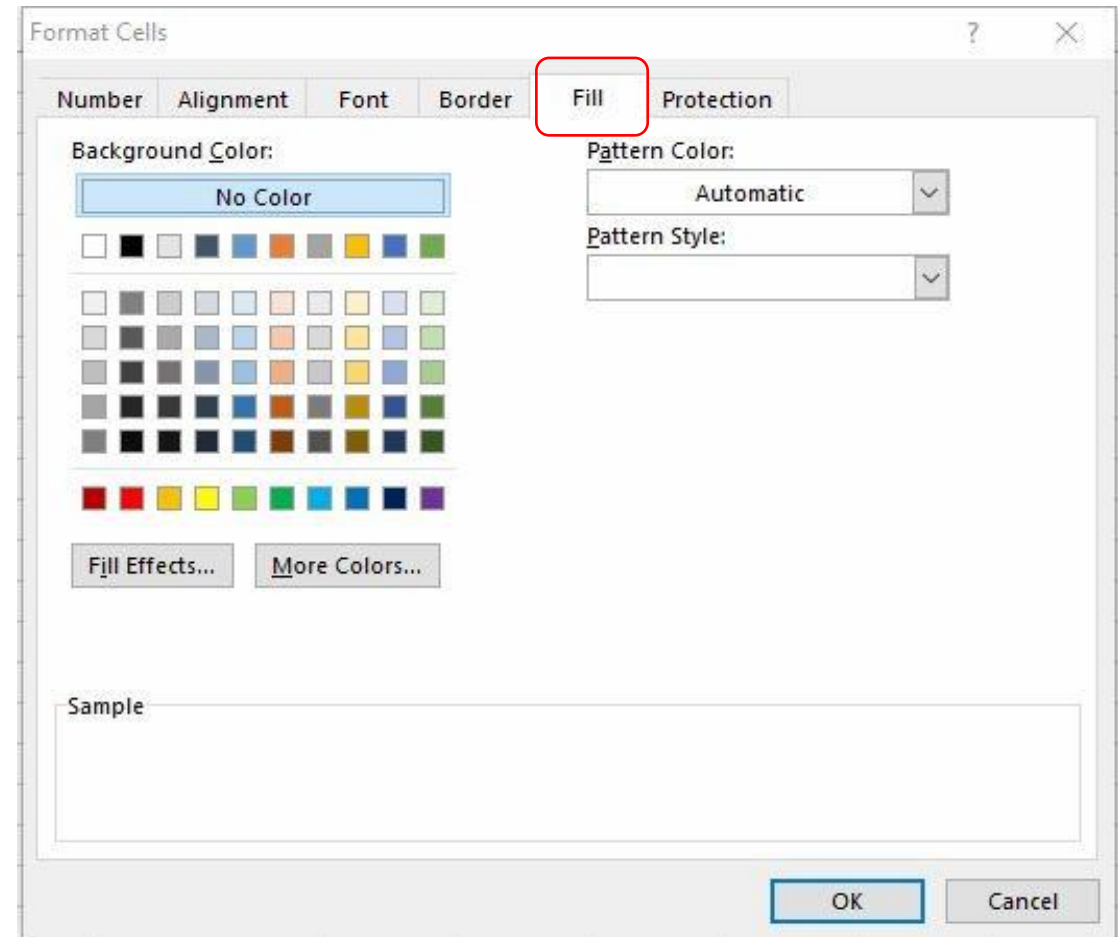 Format Cells ?
Number Alignment Font Border Fill Protection
Background Color: Pattern Color:
No Color Automatic
Pattern Style:
Fill Effects... More Colors...
Sample
OK Cancel